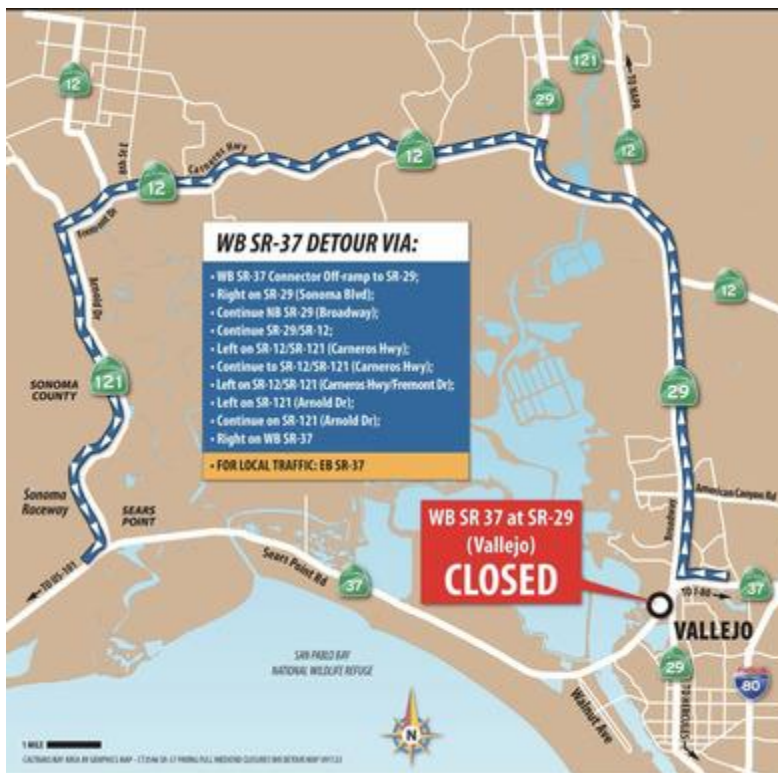 12
121
29
TO NAPA
12
8th St E
Carneros Hwy
12
12
Fremont Dr
WB SR-37 DETOUR VIA:
• WB SR-37 Connector Off-ramp to SR-29;
• Right on SR-29 (Sonoma Blvd);
• Continue NB SR-29 (Broadway);
• Continue SR-29/SR-12;
• Left on SR-12/SR-121 (Carneros Hwy);
• Continue to SR-12/SR-121 (Carneros Hwy);
• Left on SR-12/SR-121 (Carneros Hwy/Fremont Dr);
• Left on SR-121 (Arnold Dr);
• Continue on SR-121 (Arnold Dr);
• Right on WB SR-37
• FOR LOCAL TRAFFIC: EB SR-37
Arnold Dr
12
SONOMA
COUNTY
121
29
Sonoma
Raceway
SEARS
POINT
American Canyon Rd
Broadway
WB SR 37 at SR-29
(Vallejo)
CLOSED
TO US-101
Sears Point Rd
37
TO I-80
37
VALLEJO
SAN PABLO BAY
NATIONAL WILDLIFE REFUGE
29
80
Walnut Ave
TO HERCULES
N
1 MILE